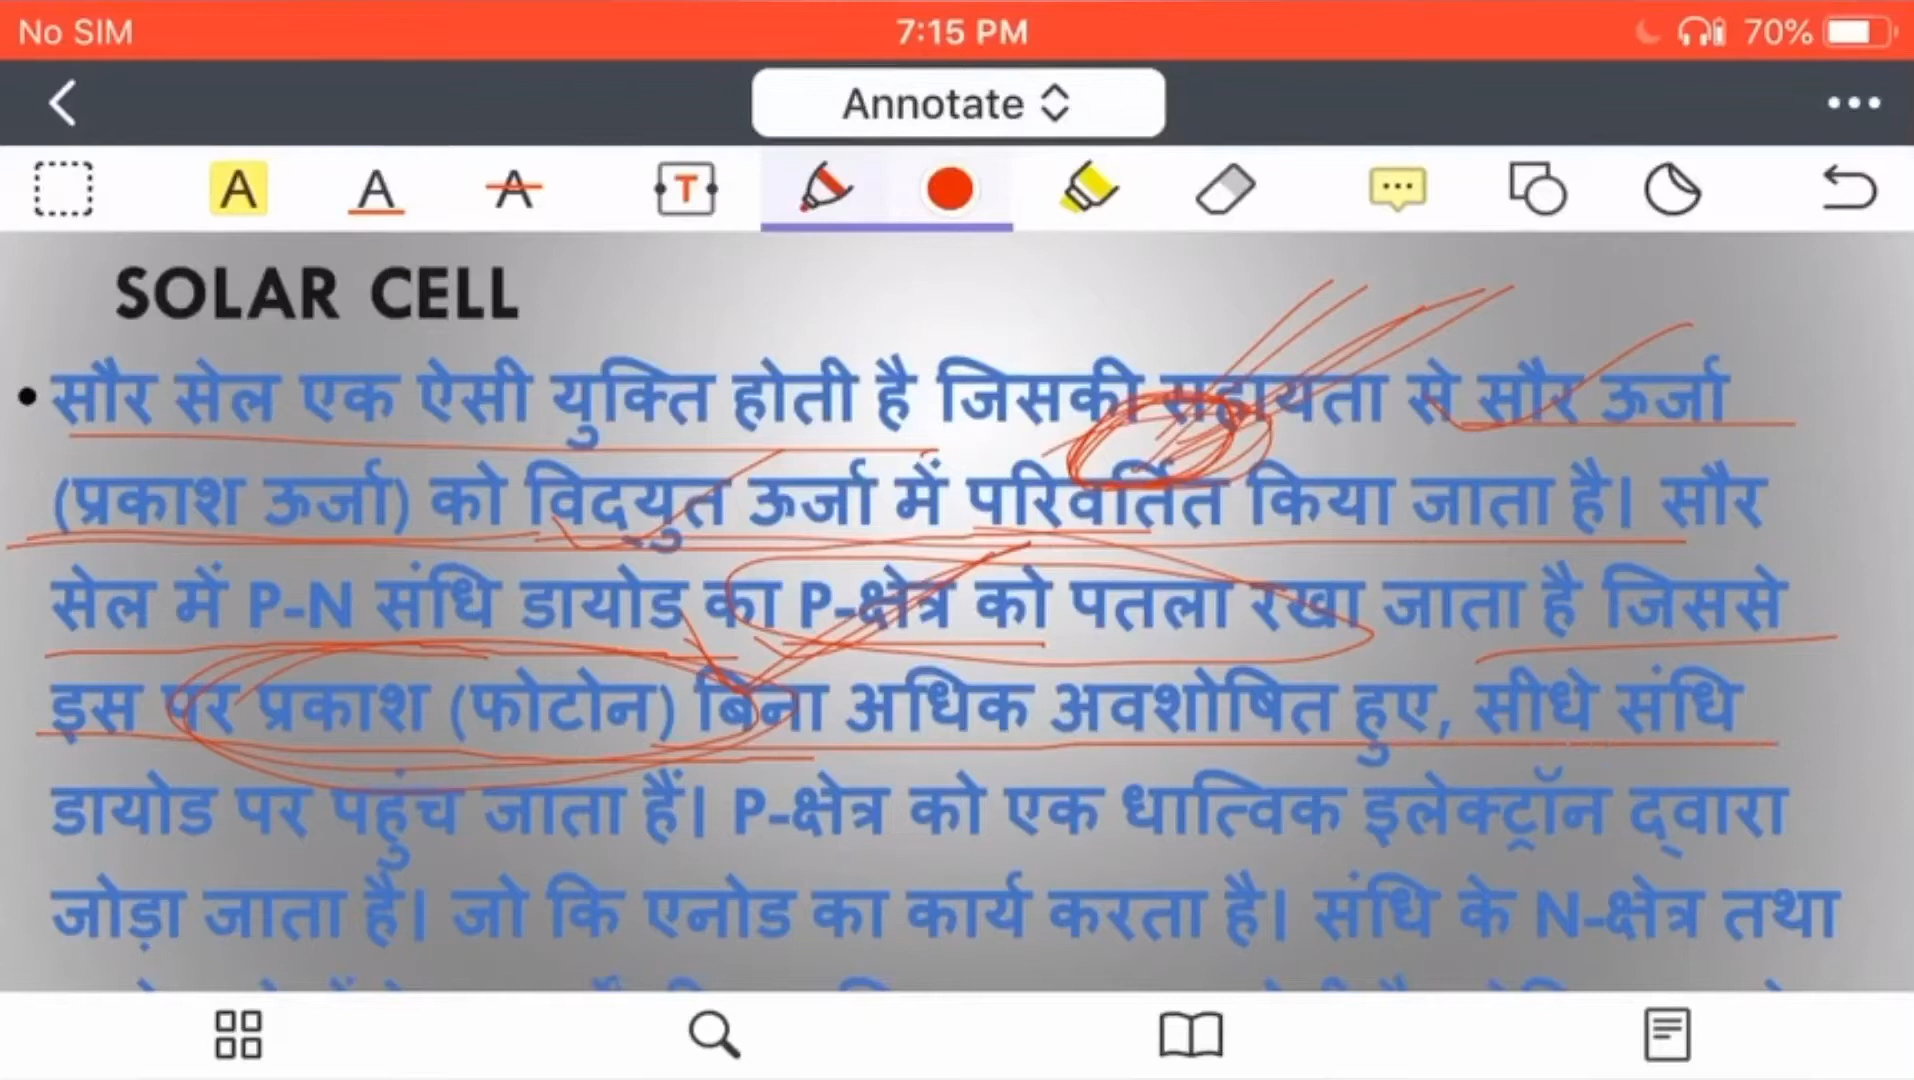 No SIM
7:15 PM
70%
Annotate
A A A T
SOLAR CELL
• सौर सेल एक ऐसी युक्ति होती है जिसकी सहायता से सौर ऊर्जा
(प्रकाश ऊर्जा) को विद्युत ऊर्जा में परिवर्तित किया जाता है। सौर
सेल में P-N संधि डायोड का P-क्षेत्र को पतला रखा जाता है जिससे
इस पर प्रकाश (फोटोन) बिना अधिक अवशोषित हुए, सीधे संधि
डायोड पर पहुंच जाता हैं। P-क्षेत्र को एक धात्विक इलेक्ट्रॉन द्वारा
जोड़ा जाता है। जो कि एनोड का कार्य करता है। संधि के N-क्षेत्र तथा